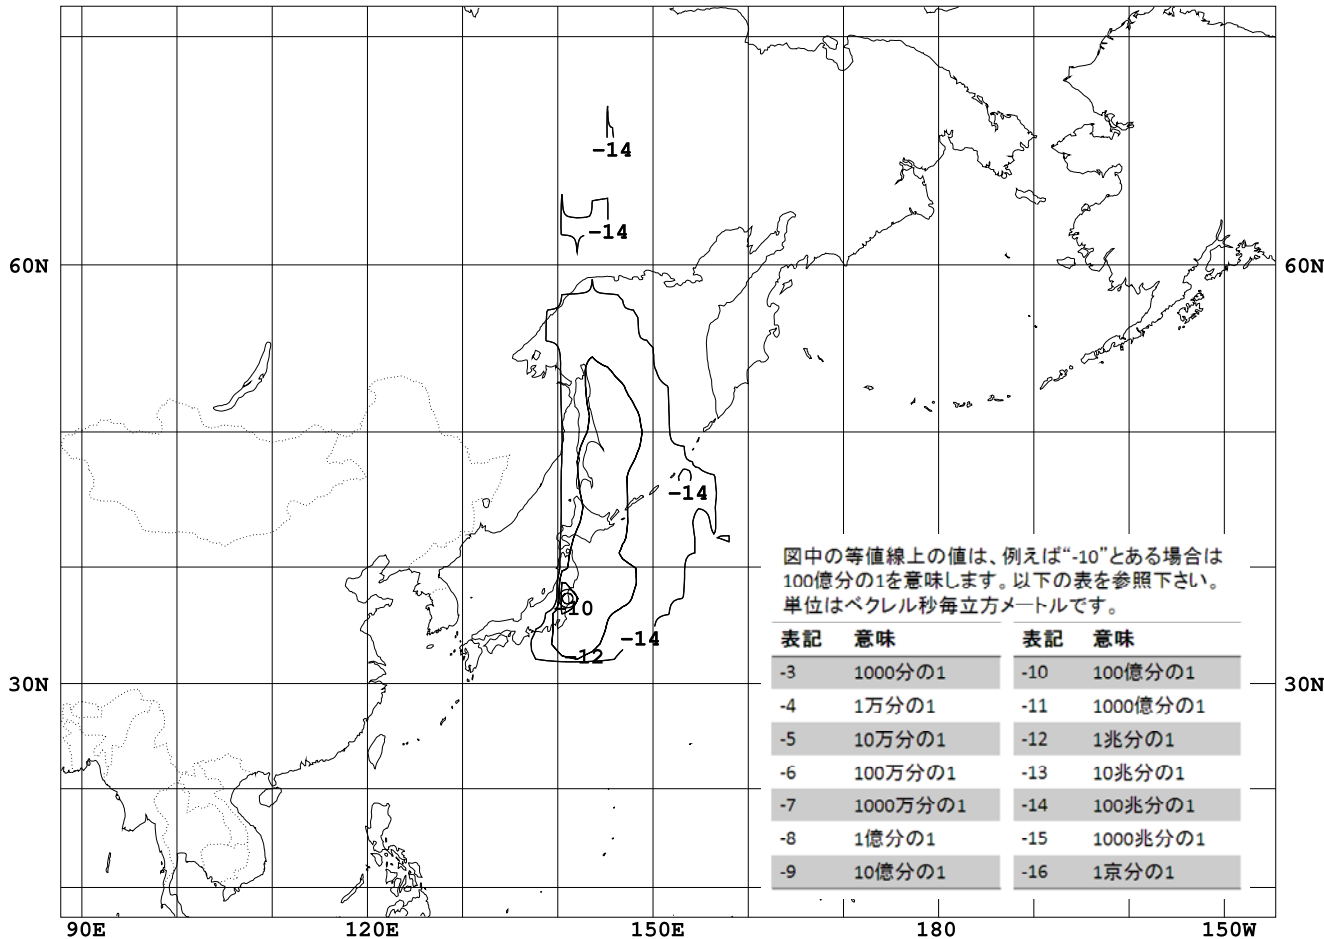 -14
-14
60N
60N
-14
図中の等値線上の値は、例えば“-10”とある場合は
100億分の1を意味します。以下の表を参照下さい。
単位はベクレル秒毎立方メートルです。
-10
-14
-12
表記 意味 表記 意味
-3 1000分の1 -10 100億分の1
30N
30N
-4 1万分の1 -11 1000億分の1
-5 10万分の1 -12 1兆分の1
-6 100万分の1 -13 10兆分の1
-7 1000万分の1 -14 100兆分の1
-8 1億分の1 -15 1000兆分の1
-9 10億分の1 -16 1京分の1
90E 120E 150E 180 150W